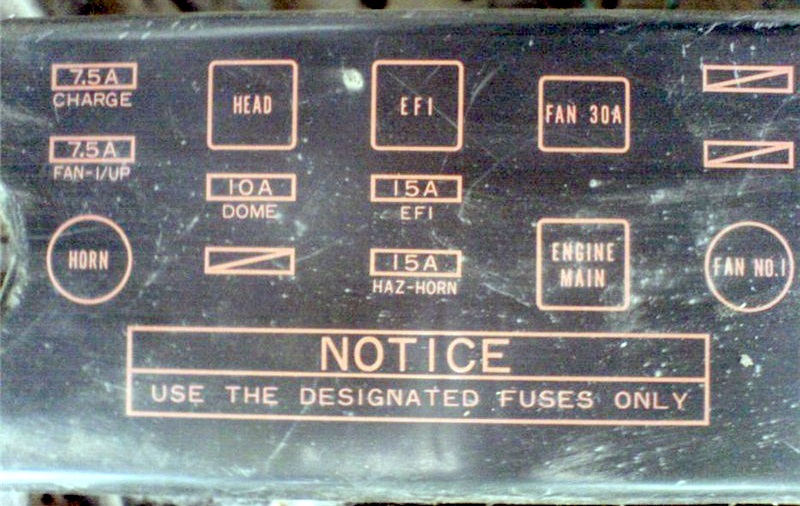 7.5A
CHARGE
HEAD
EFI
FAN 30A
7.5A
FAN-I/UP
10A
DOME
15A
EFI
HORN
15A
HAZ-HORN
ENGINE
MAIN
FAN NO.1
NOTICE
USE THE DESIGNATED FUSES ONLY